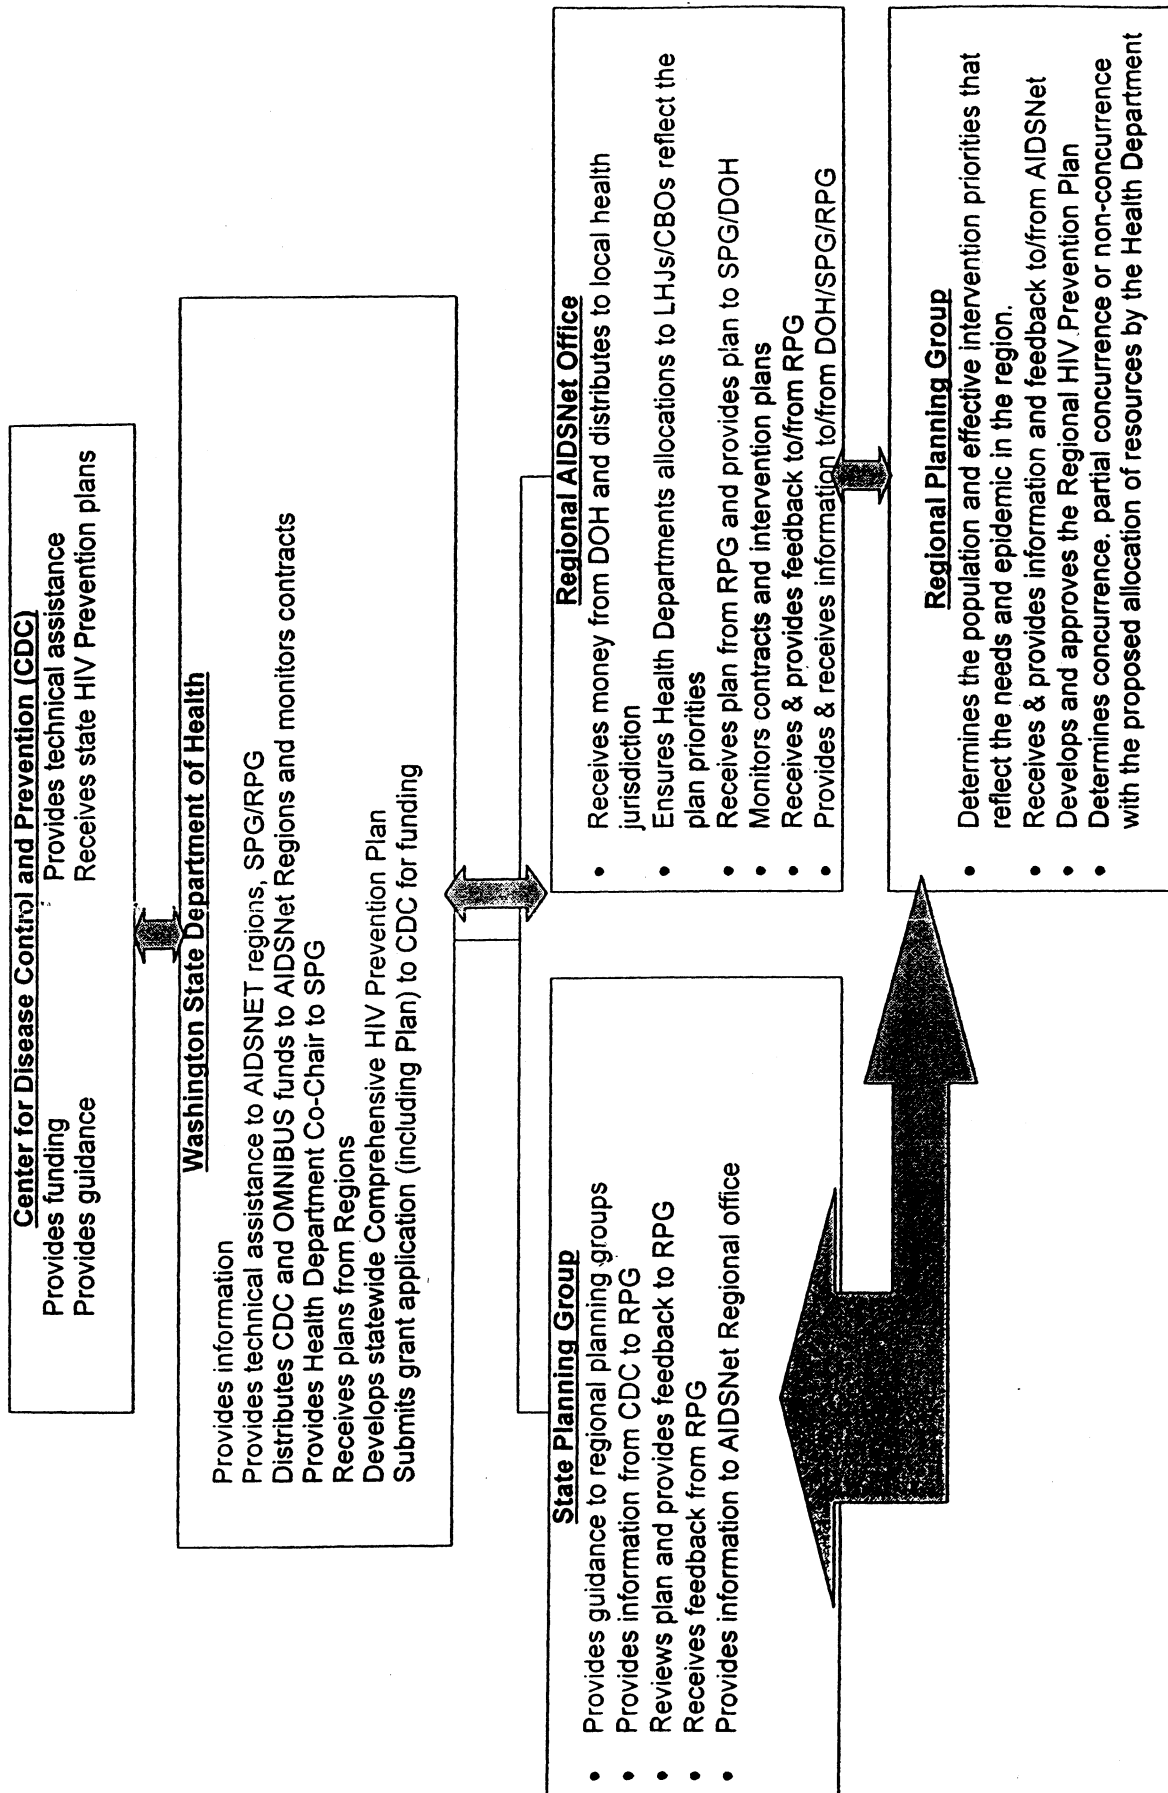 Center for Disease Control and Prevention (CDC)
Provides funding
Provides guidance
Provides technical assistance
Receives state HIV Prevention plans
Washington State Department of Health
Provides information
Provides technical assistance to AIDSNET regions, SPG/RPG
Distributes CDC and OMNIBUS funds to AIDSNet Regions and monitors contracts
Provides Health Department Co-Chair to SPG
Receives plans from Regions
Develops statewide Comprehensive HIV Prevention Plan
Submits grant application (including Plan) to CDC for funding
State Planning Group
• Provides guidance to regional planning groups
• Provides information from CDC to RPG
• Reviews plan and provides feedback to RPG
• Receives feedback from RPG
• Provides information to AIDSNet Regional office
Regional AIDSNet Office
• Receives money from DOH and distributes to local health
jurisdiction
• Ensures Health Departments allocations to LHJs/CBOs reflect the
plan priorities
• Receives plan from RPG and provides plan to SPG/DOH
• Monitors contracts and intervention plans
• Receives & provides feedback to/from RPG
• Provides & receives information to/from DOH/SPG/RPG
Regional Planning Group
• Determines the population and effective intervention priorities that
reflect the needs and epidemic in the region.
• Receives & provides information and feedback to/from AIDSNet
• Develops and approves the Regional HIV Prevention Plan
• Determines concurrence, partial concurrence or non-concurrence
with the proposed allocation of resources by the Health Department